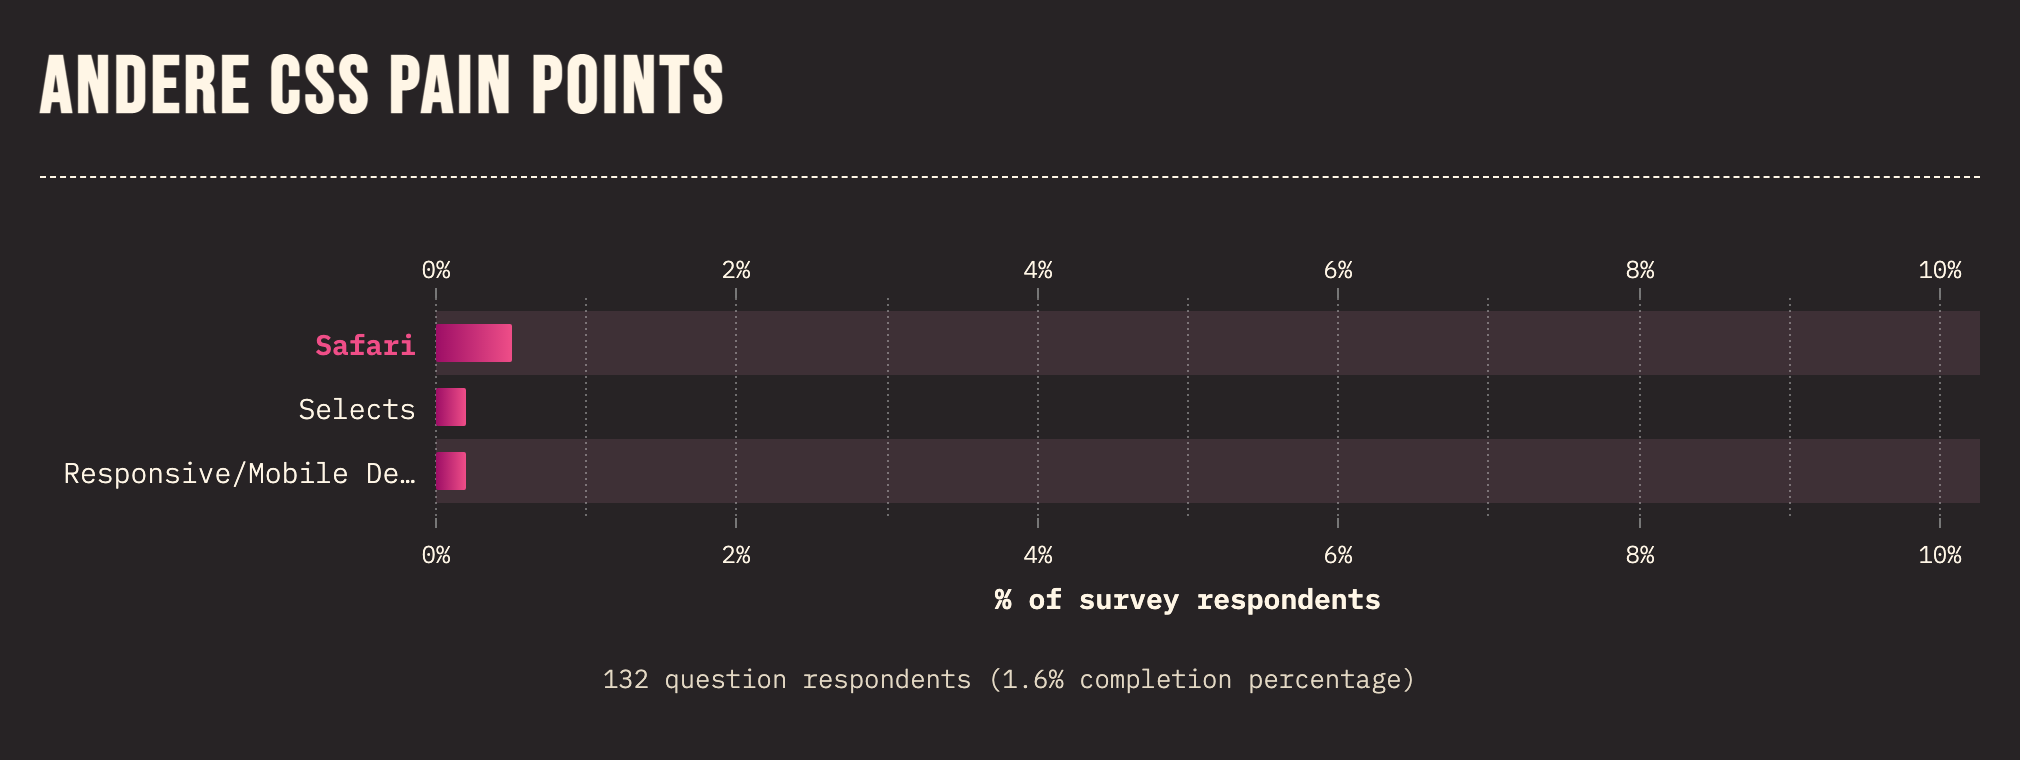 ANDERE CSS PAIN POINTS
0% 2% 4% 6% 8% 10%
Safari
Selects
Responsive/Mobile De…
0% 2% 4% 6% 8% 10%
% of survey respondents
132 question respondents (1.6% completion percentage)